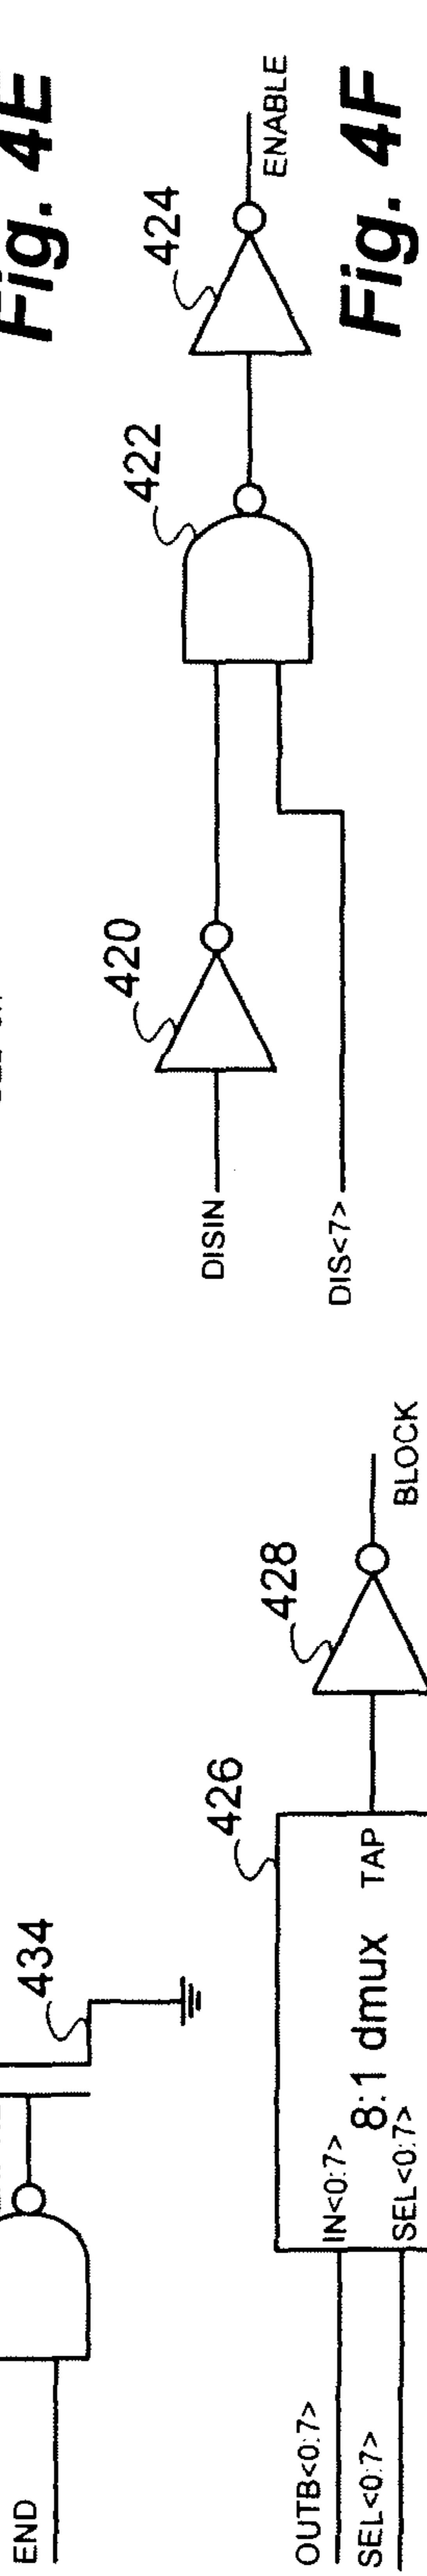 Fig. 4E
424
ENABLE
422
420
DISIN
DIS<7>
Fig. 4F
434
END
428
BLOCK
426
TAP
8:1 dmux
IN<0:7>
SEL<0:7>
OUTB<0:7>
SEL<0:7>